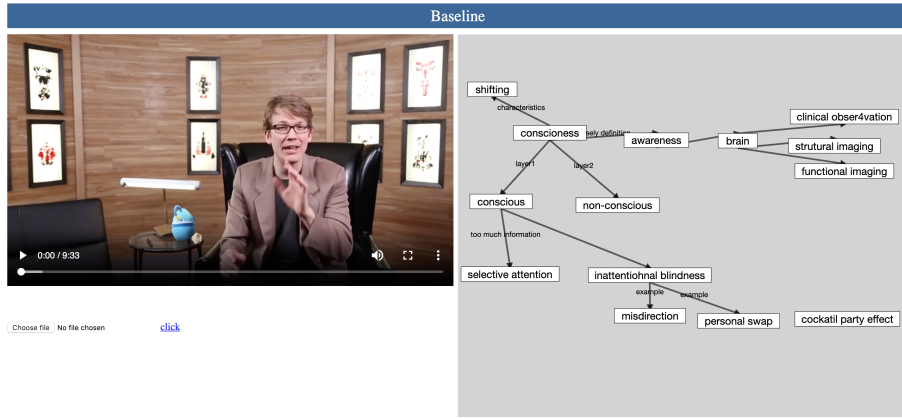 Baseline
shifting
characteristics
conscioness
sely definition
awareness
brain
clinical obser4vation
strutural imaging
functional imaging
layer1
layer2
conscious
non-conscious
too much information
selective attention
inattentiohnal blindness
example
example
misdirection
personal swap
cockatil party effect
0:00 / 9:33
Choose file No file chosen
click